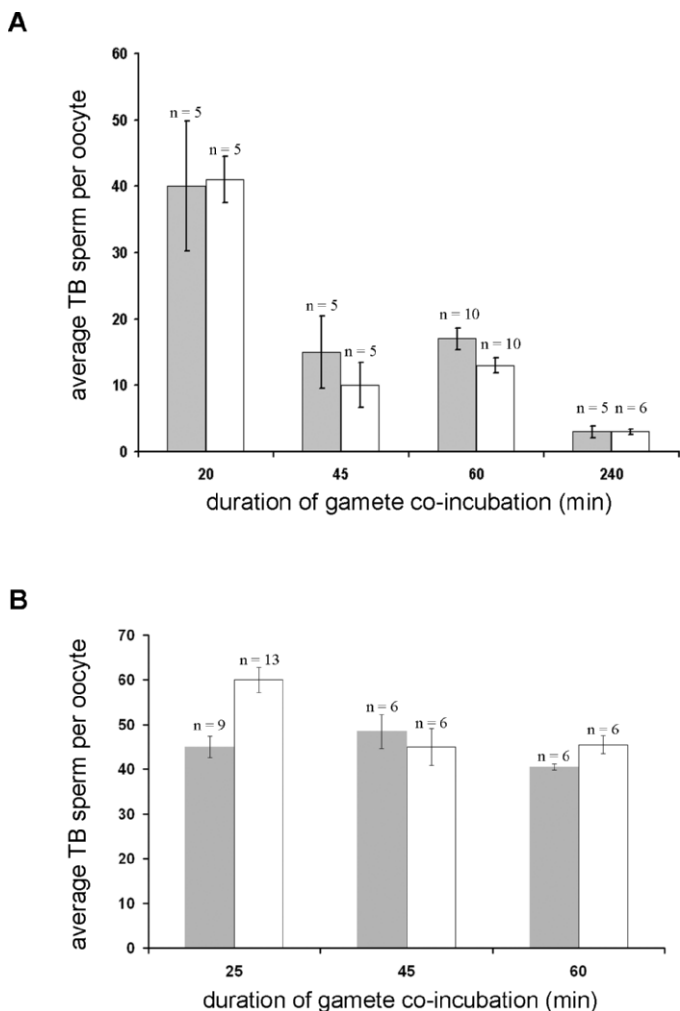 A
average TB sperm per oocyte
60
50
40
30
20
10
0
n = 5
n = 5
n = 5
n = 5
n = 10
n = 10
n = 5
n = 6
20
45
60
240
duration of gamete co-incubation (min)
B
average TB sperm per oocyte
70
60
50
40
30
20
10
0
n = 9
n = 13
n = 6
n = 6
n = 6
n = 6
25
45
60
duration of gamete co-incubation (min)